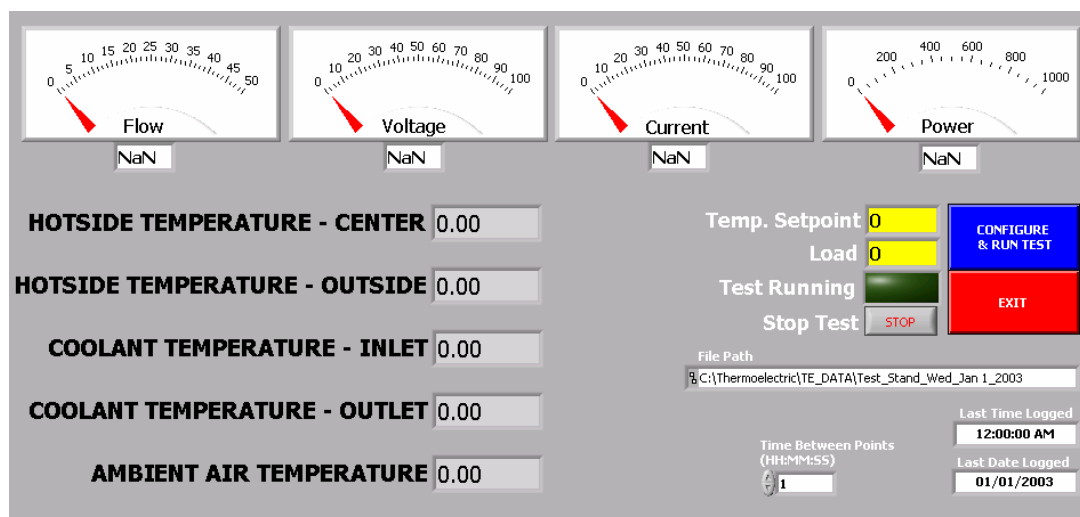 0 5 10 15 20 25 30 35 40 45 50
Flow
NaN
0 10 20 30 40 50 60 70 80 90 100
Voltage
NaN
0 10 20 30 40 50 60 70 80 90 100
Current
NaN
0 200 400 600 800 1000
Power
NaN
HOTSIDE TEMPERATURE - CENTER 0.00
HOTSIDE TEMPERATURE - OUTSIDE 0.00
COOLANT TEMPERATURE - INLET 0.00
COOLANT TEMPERATURE - OUTLET 0.00
AMBIENT AIR TEMPERATURE 0.00
Temp. Setpoint 0
Load 0
Test Running
Stop Test STOP
CONFIGURE
& RUN TEST
EXIT
File Path
C:\Thermoelectric\TE_DATA\Test_Stand_Wed_Jan 1_2003
Time Between Points
(HH:MM:SS)
1
Last Time Logged
12:00:00 AM
Last Date Logged
01/01/2003